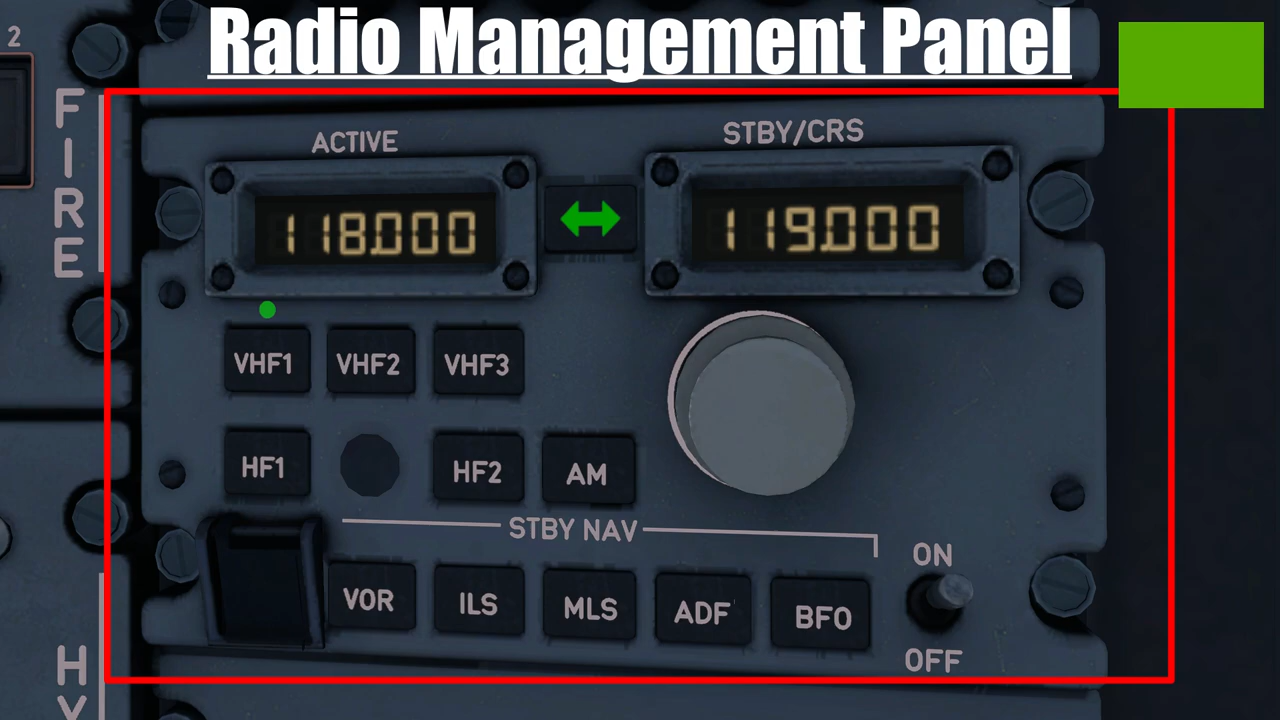 Radio Management Panel
2
FIRE
ACTIVE
STBY/CRS
118.000
119.000
VHF1
VHF2
VHF3
HF1
HF2
AM
STBY NAV
ON
VOR
ILS
MLS
ADF
BFO
OFF
HY